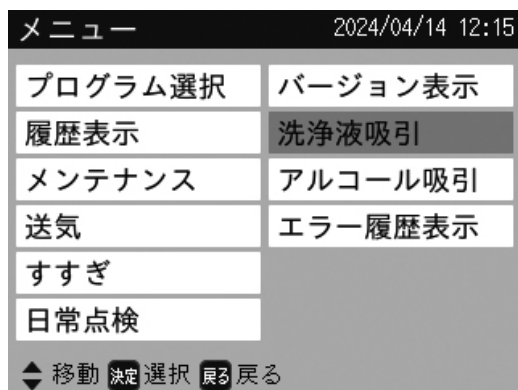 メニュー 2024/04/14 12:15
プログラム選択
履歴表示
メンテナンス
送気
すすぎ
日常点検
バージョン表示
洗浄液吸引
アルコール吸引
エラー履歴表示
移動 決定 選択 戻る 戻る